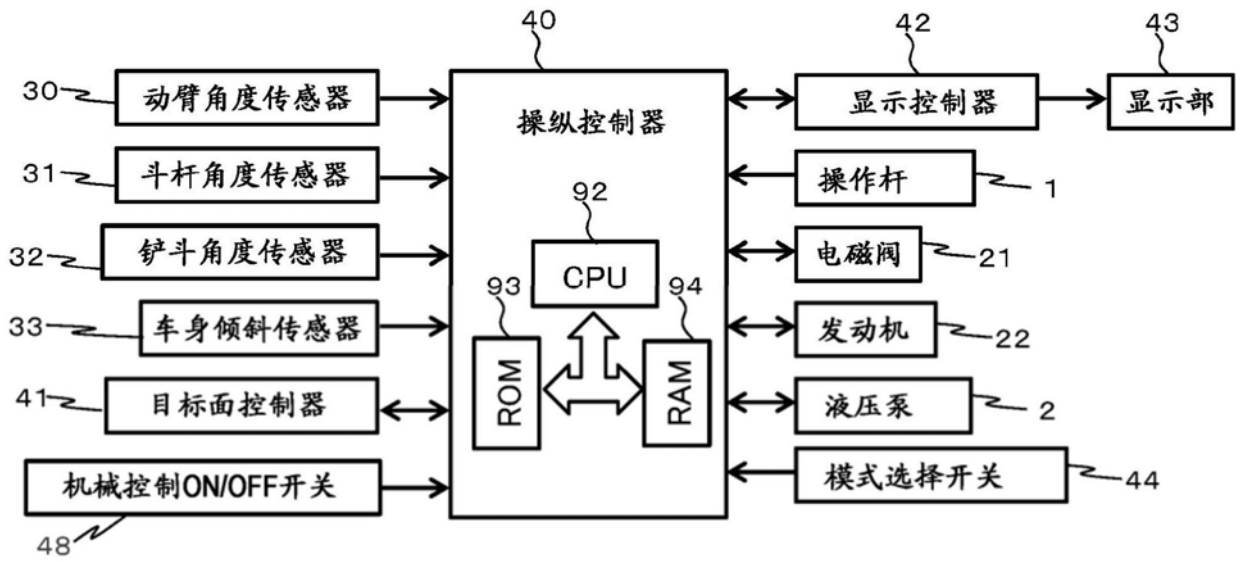 40
42
43
30
动臂角度传感器
操纵控制器
显示控制器
显示部
31
斗杆角度传感器
操作杆
1
92
32
铲斗角度传感器
CPU
电磁阀
21
93
94
33
车身倾斜传感器
发动机
22
ROM
RAM
41
目标面控制器
液压泵
2
机械控制ON/OFF开关
模式选择开关
44
48